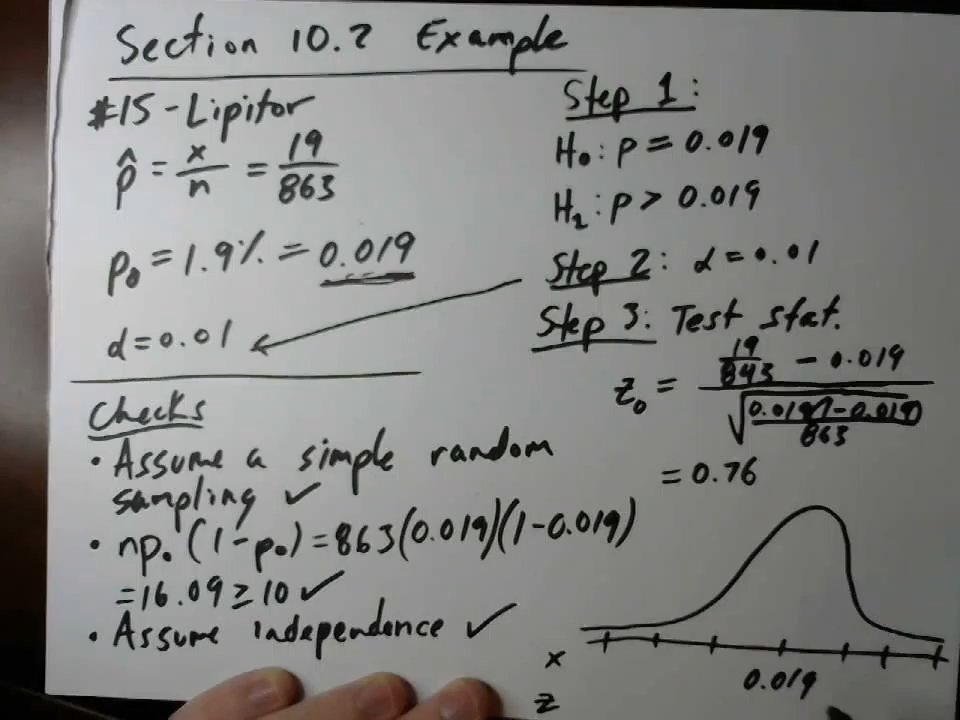 Section 10.2 Example
#15 - Lipitor
p̂ = x/n = 19/863
p₀ = 1.9% = 0.019
α = 0.01
Checks
• Assume a simple random
sampling ✓
• np₀(1-p₀) = 863(0.019)(1-0.019)
= 16.09 ≥ 10 ✓
• Assume independence ✓
Step 1:
H₀: p = 0.019
H₂: p > 0.019
Step 2: α = 0.01
Step 3: Test stat.
19/843 - 0.019
z₀ =
√0.019(1-0.019)/863
= 0.76
x
0.019
z